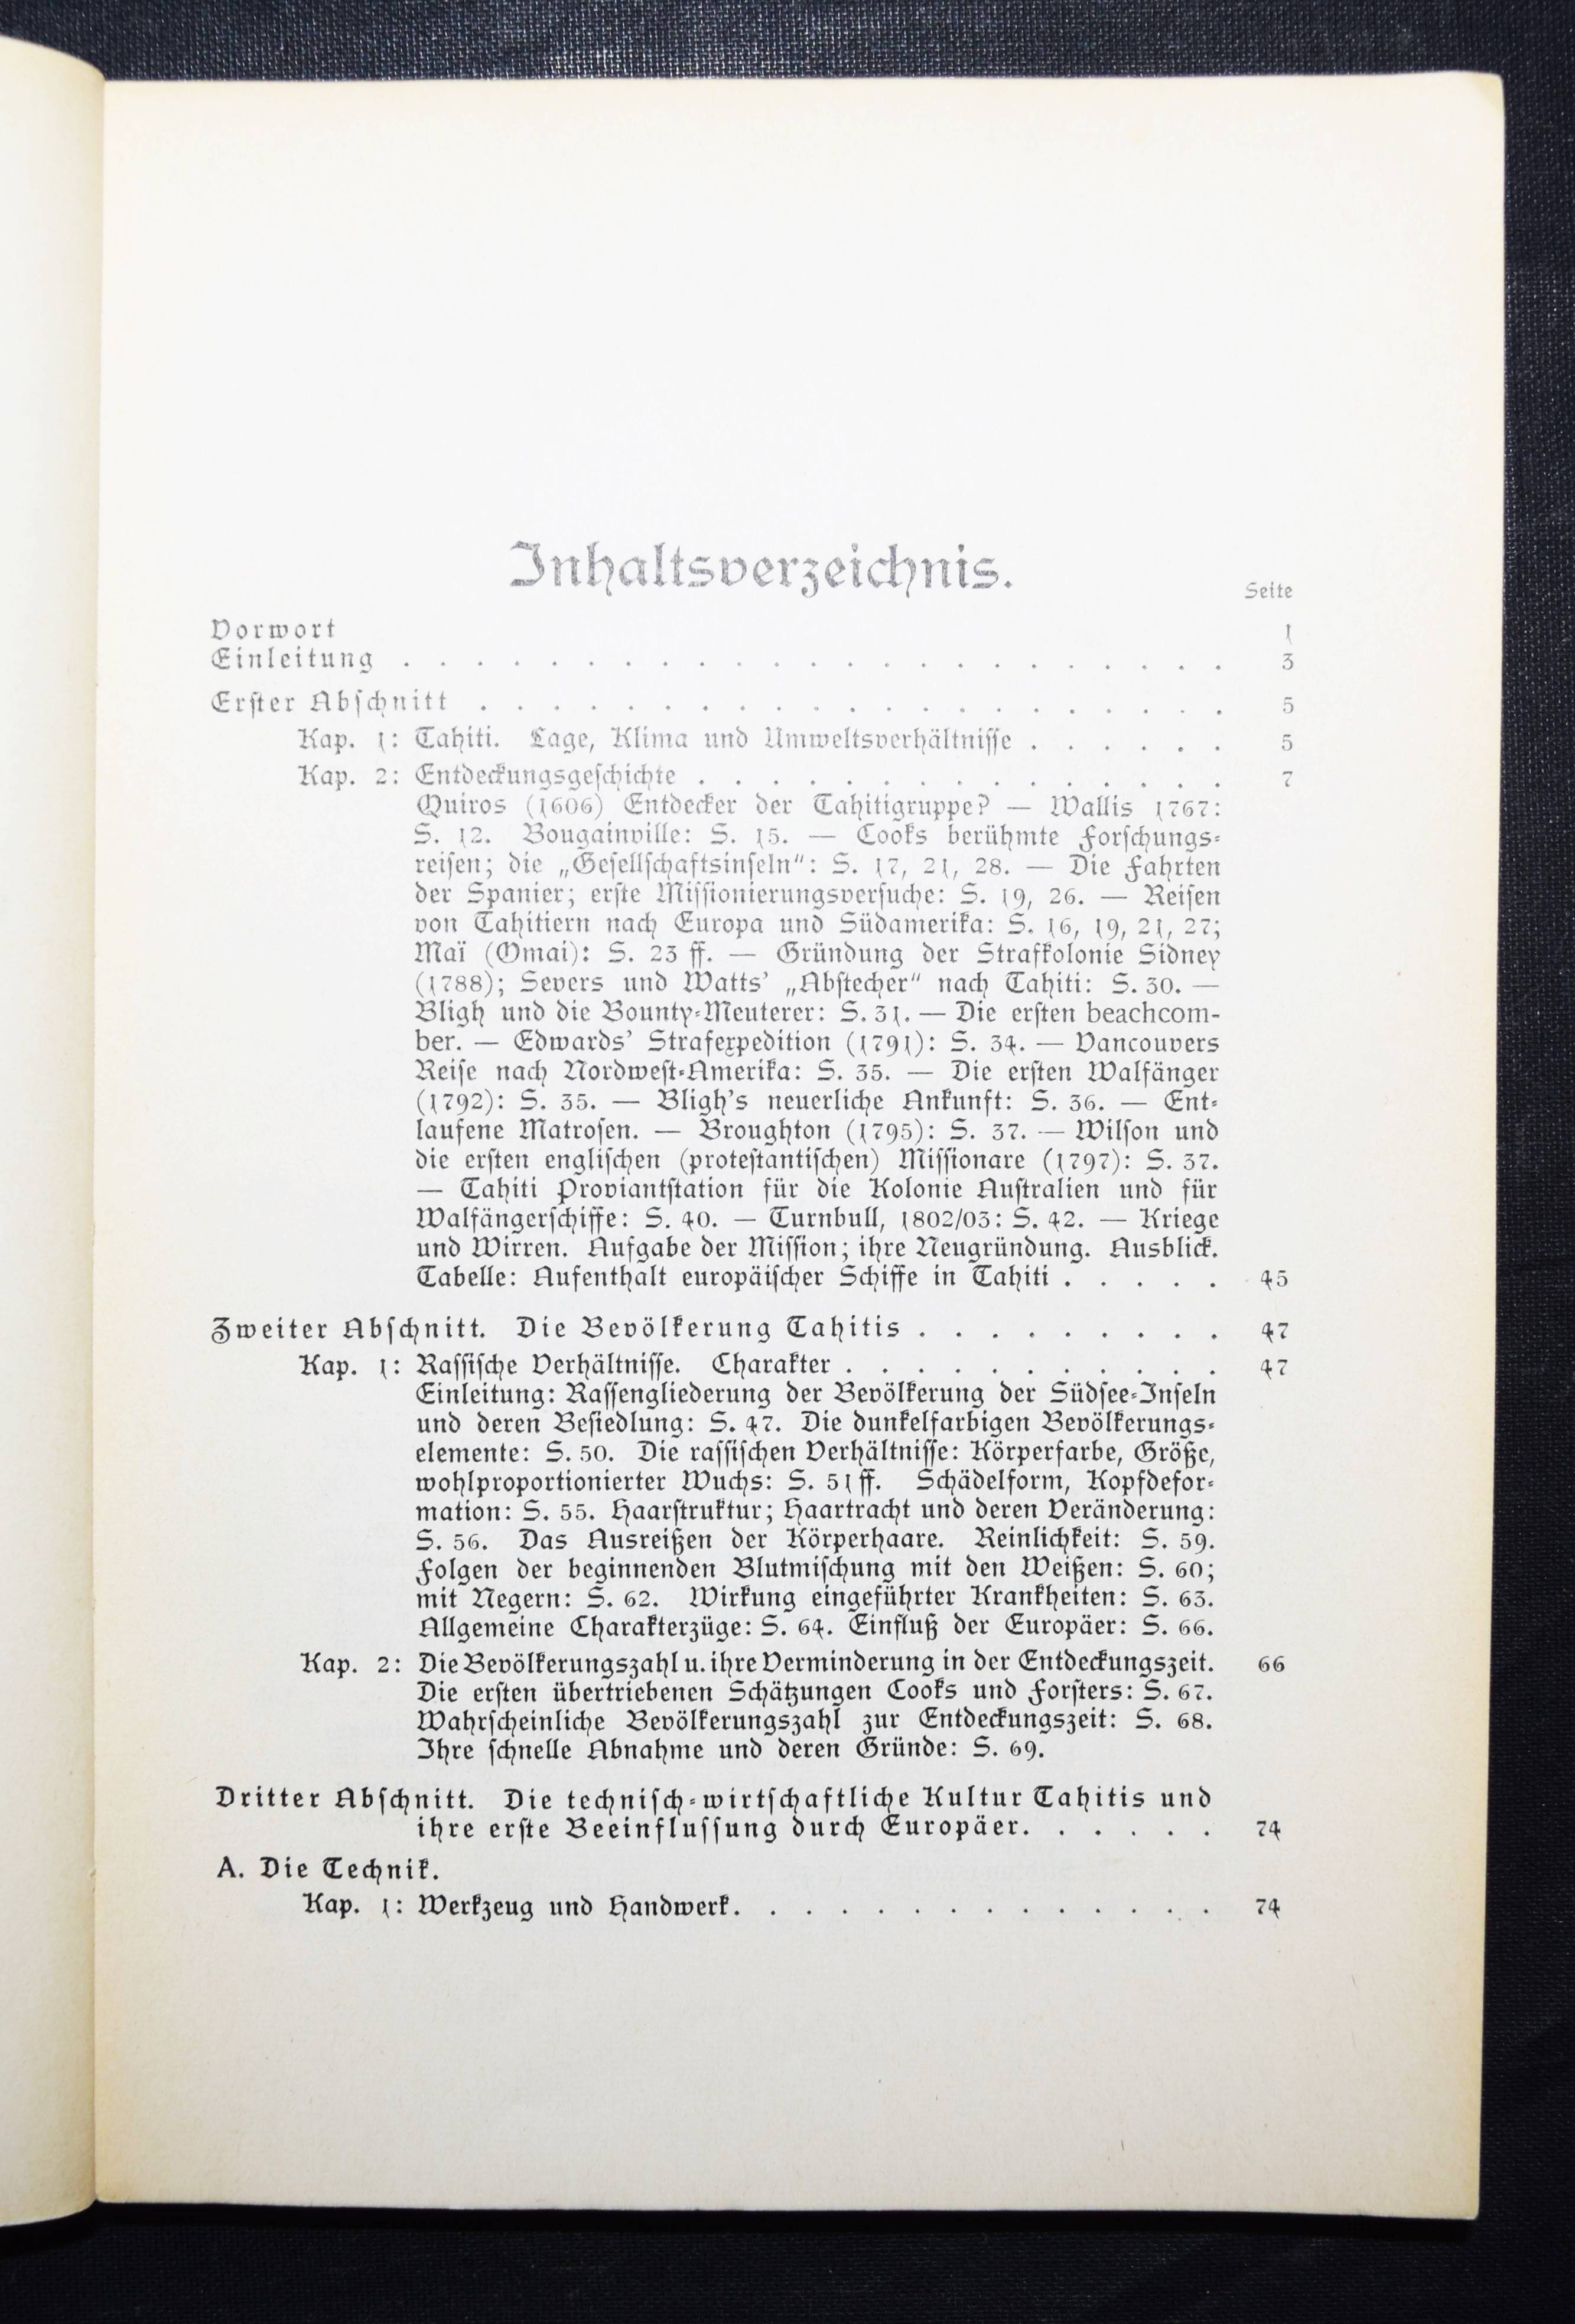 Inhaltsverzeichnis.
Seite
Vorwort 1
Einleitung . . . . . . . . . . . . . . . . . . . . . . . 3
Erster Abschnitt . . . . . . . . . . . . . . . . . . . . . 5
Kap. 1: Tahiti. Lage, Klima und Umweltsverhältnisse . . . . . . 5
Kap. 2: Entdeckungsgeschichte . . . . . . . . . . . . . . . 7
Quiros (1606) Entdecker der Tahitigruppe? — Wallis 1767:
S. 12. Bougainville: S. 15. — Cooks berühmte Forschungs-
reisen; die „Gesellschaftsinseln“: S. 17, 21, 28. — Die Fahrten
der Spanier; erste Missionierungsversuche: S. 19, 26. — Reisen
von Tahitiern nach Europa und Südamerika: S. 16, 19, 21, 27;
Maï (Omai): S. 23 ff. — Gründung der Strafkolonie Sidney
(1788); Severs und Watts’ „Abstecher“ nach Tahiti: S. 30. —
Bligh und die Bounty-Meuterer: S. 31. — Die ersten beachcom-
ber. — Edwards’ Strafexpedition (1791): S. 34. — Vancouvers
Reise nach Nordwest-Amerika: S. 35. — Die ersten Walfänger
(1792): S. 35. — Bligh’s neuerliche Ankunft: S. 36. — Ent-
laufene Matrosen. — Broughton (1795): S. 37. — Wilson und
die ersten englischen (protestantischen) Missionare (1797): S. 37.
— Tahiti Proviantstation für die Kolonie Australien und für
Walfängerschiffe: S. 40. — Turnbull, 1802/03: S. 42. — Kriege
und Wirren. Aufgabe der Mission; ihre Neugründung. Ausblick.
Tabelle: Aufenthalt europäischer Schiffe in Tahiti . . . . . 45
Zweiter Abschnitt. Die Bevölkerung Tahitis . . . . . . . . . 47
Kap. 1: Rassische Verhältnisse. Charakter . . . . . . . . . . . 47
Einleitung: Rassengliederung der Bevölkerung der Südsee-Inseln
und deren Besiedlung: S. 47. Die dunkelfarbigen Bevölkerungs-
elemente: S. 50. Die rassischen Verhältnisse: Körperfarbe, Größe,
wohlproportionierter Wuchs: S. 51 ff. Schädelform, Kopfdefor-
mation: S. 55. Haarstruktur; Haartracht und deren Veränderung:
S. 56. Das Ausreißen der Körperhaare. Reinlichkeit: S. 59.
Folgen der beginnenden Blutmischung mit den Weißen: S. 60;
mit Negern: S. 62. Wirkung eingeführter Krankheiten: S. 63.
Allgemeine Charakterzüge: S. 64. Einfluß der Europäer: S. 66.
Kap. 2: Die Bevölkerungszahl u. ihre Verminderung in der Entdeckungszeit. 66
Die ersten übertriebenen Schätzungen Cooks und Forsters: S. 67.
Wahrscheinliche Bevölkerungszahl zur Entdeckungszeit: S. 68.
Ihre schnelle Abnahme und deren Gründe: S. 69.
Dritter Abschnitt. Die technisch-wirtschaftliche Kultur Tahitis und
ihre erste Beeinflussung durch Europäer. . . . . . 74
A. Die Technik.
Kap. 1: Werkzeug und Handwerk. . . . . . . . . . . . . . 74